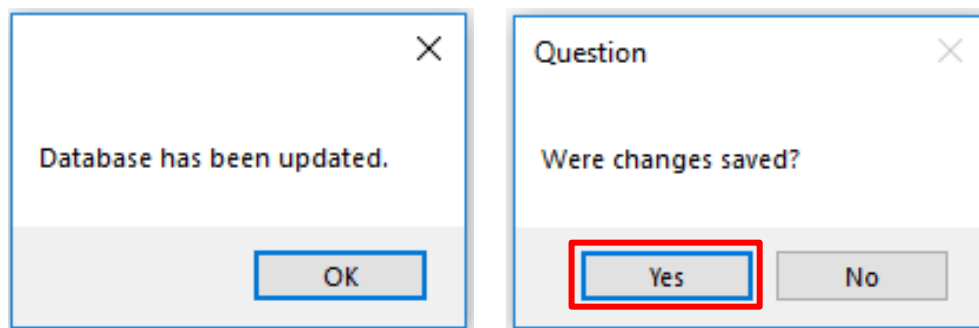 Database has been updated.
OK
Question
Were changes saved?
Yes
No